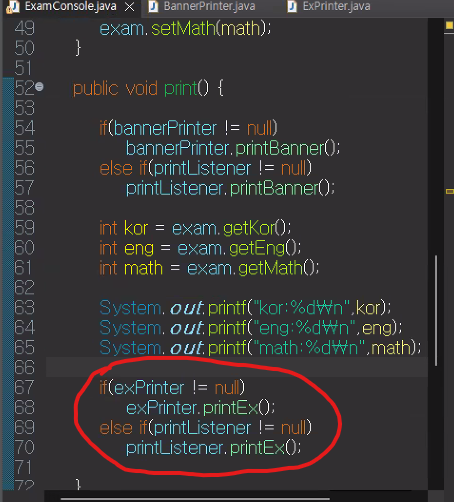 ExamConsole.java BannerPrinter.java ExPrinter.java
49 exam.setMath(math);
50 }
51
52 public void print() {
53
54 if(bannerPrinter != null)
55 bannerPrinter.printBanner();
56 else if(printListener != null)
57 printListener.printBanner();
58
59 int kor = exam.getKor();
60 int eng = exam.getEng();
61 int math = exam.getMath();
62
63 System.out.printf("kor:%d₩n",kor);
64 System.out.printf("eng:%d₩n",eng);
65 System.out.printf("math:%d₩n",math);
66
67 if(exPrinter != null)
68 exPrinter.printEx();
69 else if(printListener != null)
70 printListener.printEx();
71
72 }